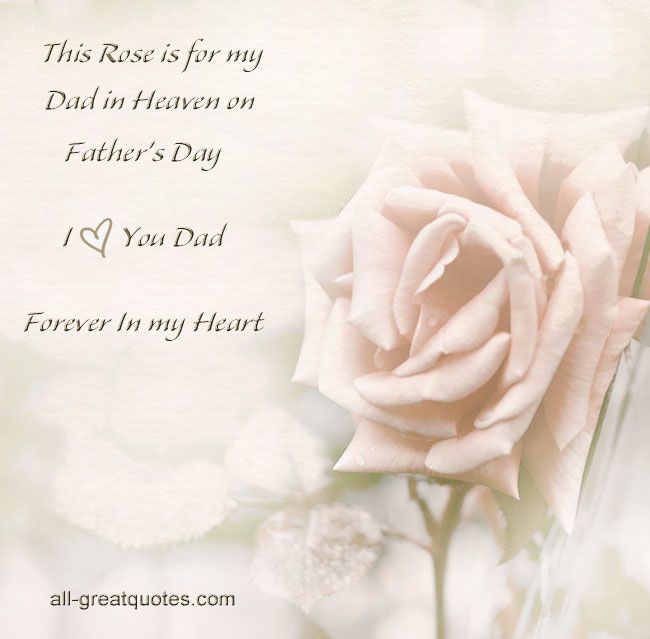 This Rose is for my
Dad in Heaven on
Father's Day
I ♡ You Dad
Forever In my Heart
all-greatquotes.com